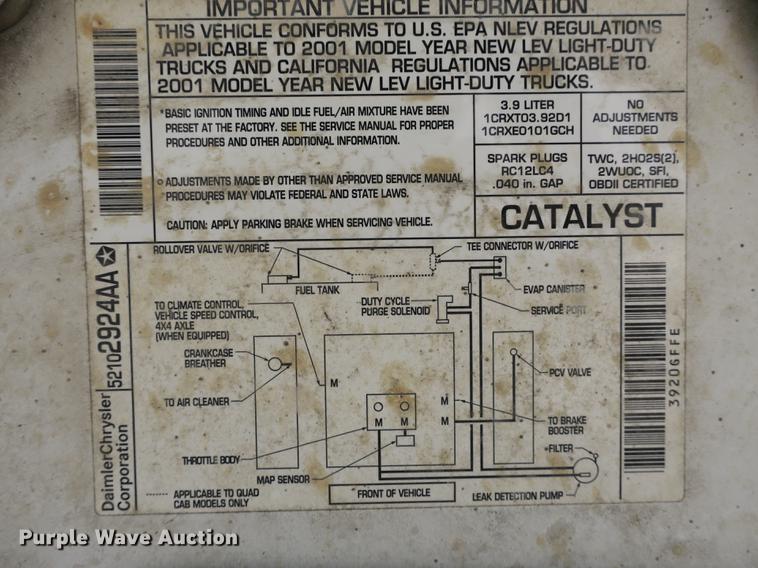 IMPORTANT VEHICLE INFORMATION
THIS VEHICLE CONFORMS TO U.S. EPA NLEV REGULATIONS
APPLICABLE TO 2001 MODEL YEAR NEW LEV LIGHT-DUTY
TRUCKS AND CALIFORNIA REGULATIONS APPLICABLE TO
2001 MODEL YEAR NEW LEV LIGHT-DUTY TRUCKS.
*BASIC IGNITION TIMING AND IDLE FUEL/AIR MIXTURE HAVE BEEN
PRESET AT THE FACTORY. SEE THE SERVICE MANUAL FOR PROPER
PROCEDURES AND OTHER ADDITIONAL INFORMATION.
ADJUSTMENTS MADE BY OTHER THAN APPROVED SERVICE MANUAL
PROCEDURES MAY VIOLATE FEDERAL AND STATE LAWS.
CAUTION: APPLY PARKING BRAKE WHEN SERVICING VEHICLE.
3.9 LITER
1CRXT03.92D1
1CRXE0101GCH
NO
ADJUSTMENTS
NEEDED
SPARK PLUGS
RC12LC4
.040 in. GAP
TWC, 2HO2S(2),
2WUOC, SFI,
OBDII CERTIFIED
CATALYST
ROLLOVER VALVE W/ORIFICE
TEE CONNECTOR W/ORIFICE
FUEL TANK
EVAP CANISTER
DUTY CYCLE
PURGE SOLENOID
SERVICE PORT
TO CLIMATE CONTROL,
VEHICLE SPEED CONTROL,
4X4 AXLE
(WHEN EQUIPPED)
CRANKCASE
BREATHER
M
PCV VALVE
TO AIR CLEANER
M
M M
M
TO BRAKE
BOOSTER
*FILTER
THROTTLE BODY
MAP SENSOR
LEAK DETECTION PUMP
APPLICABLE TO QUAD
CAB MODELS ONLY
FRONT OF VEHICLE
DaimlerChrysler
Corporation
52102924AA
3920GFFE
Purple Wave Auction